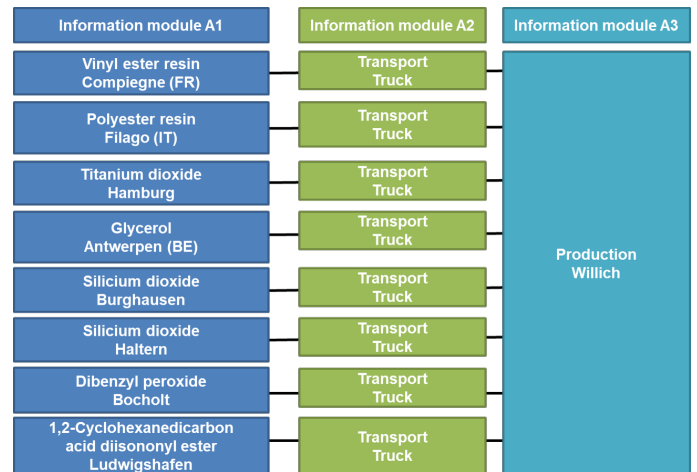 Information module A1
Information module A2
Information module A3
Vinyl ester resin
Compiegne (FR)
Transport
Truck
Polyester resin
Filago (IT)
Transport
Truck
Titanium dioxide
Hamburg
Transport
Truck
Glycerol
Antwerpen (BE)
Transport
Truck
Silicium dioxide
Burghausen
Transport
Truck
Silicium dioxide
Haltern
Transport
Truck
Dibenzyl peroxide
Bocholt
Transport
Truck
1,2-Cyclohexanedicarbon
acid diisononyl ester
Ludwigshafen
Transport
Truck
Production
Willich